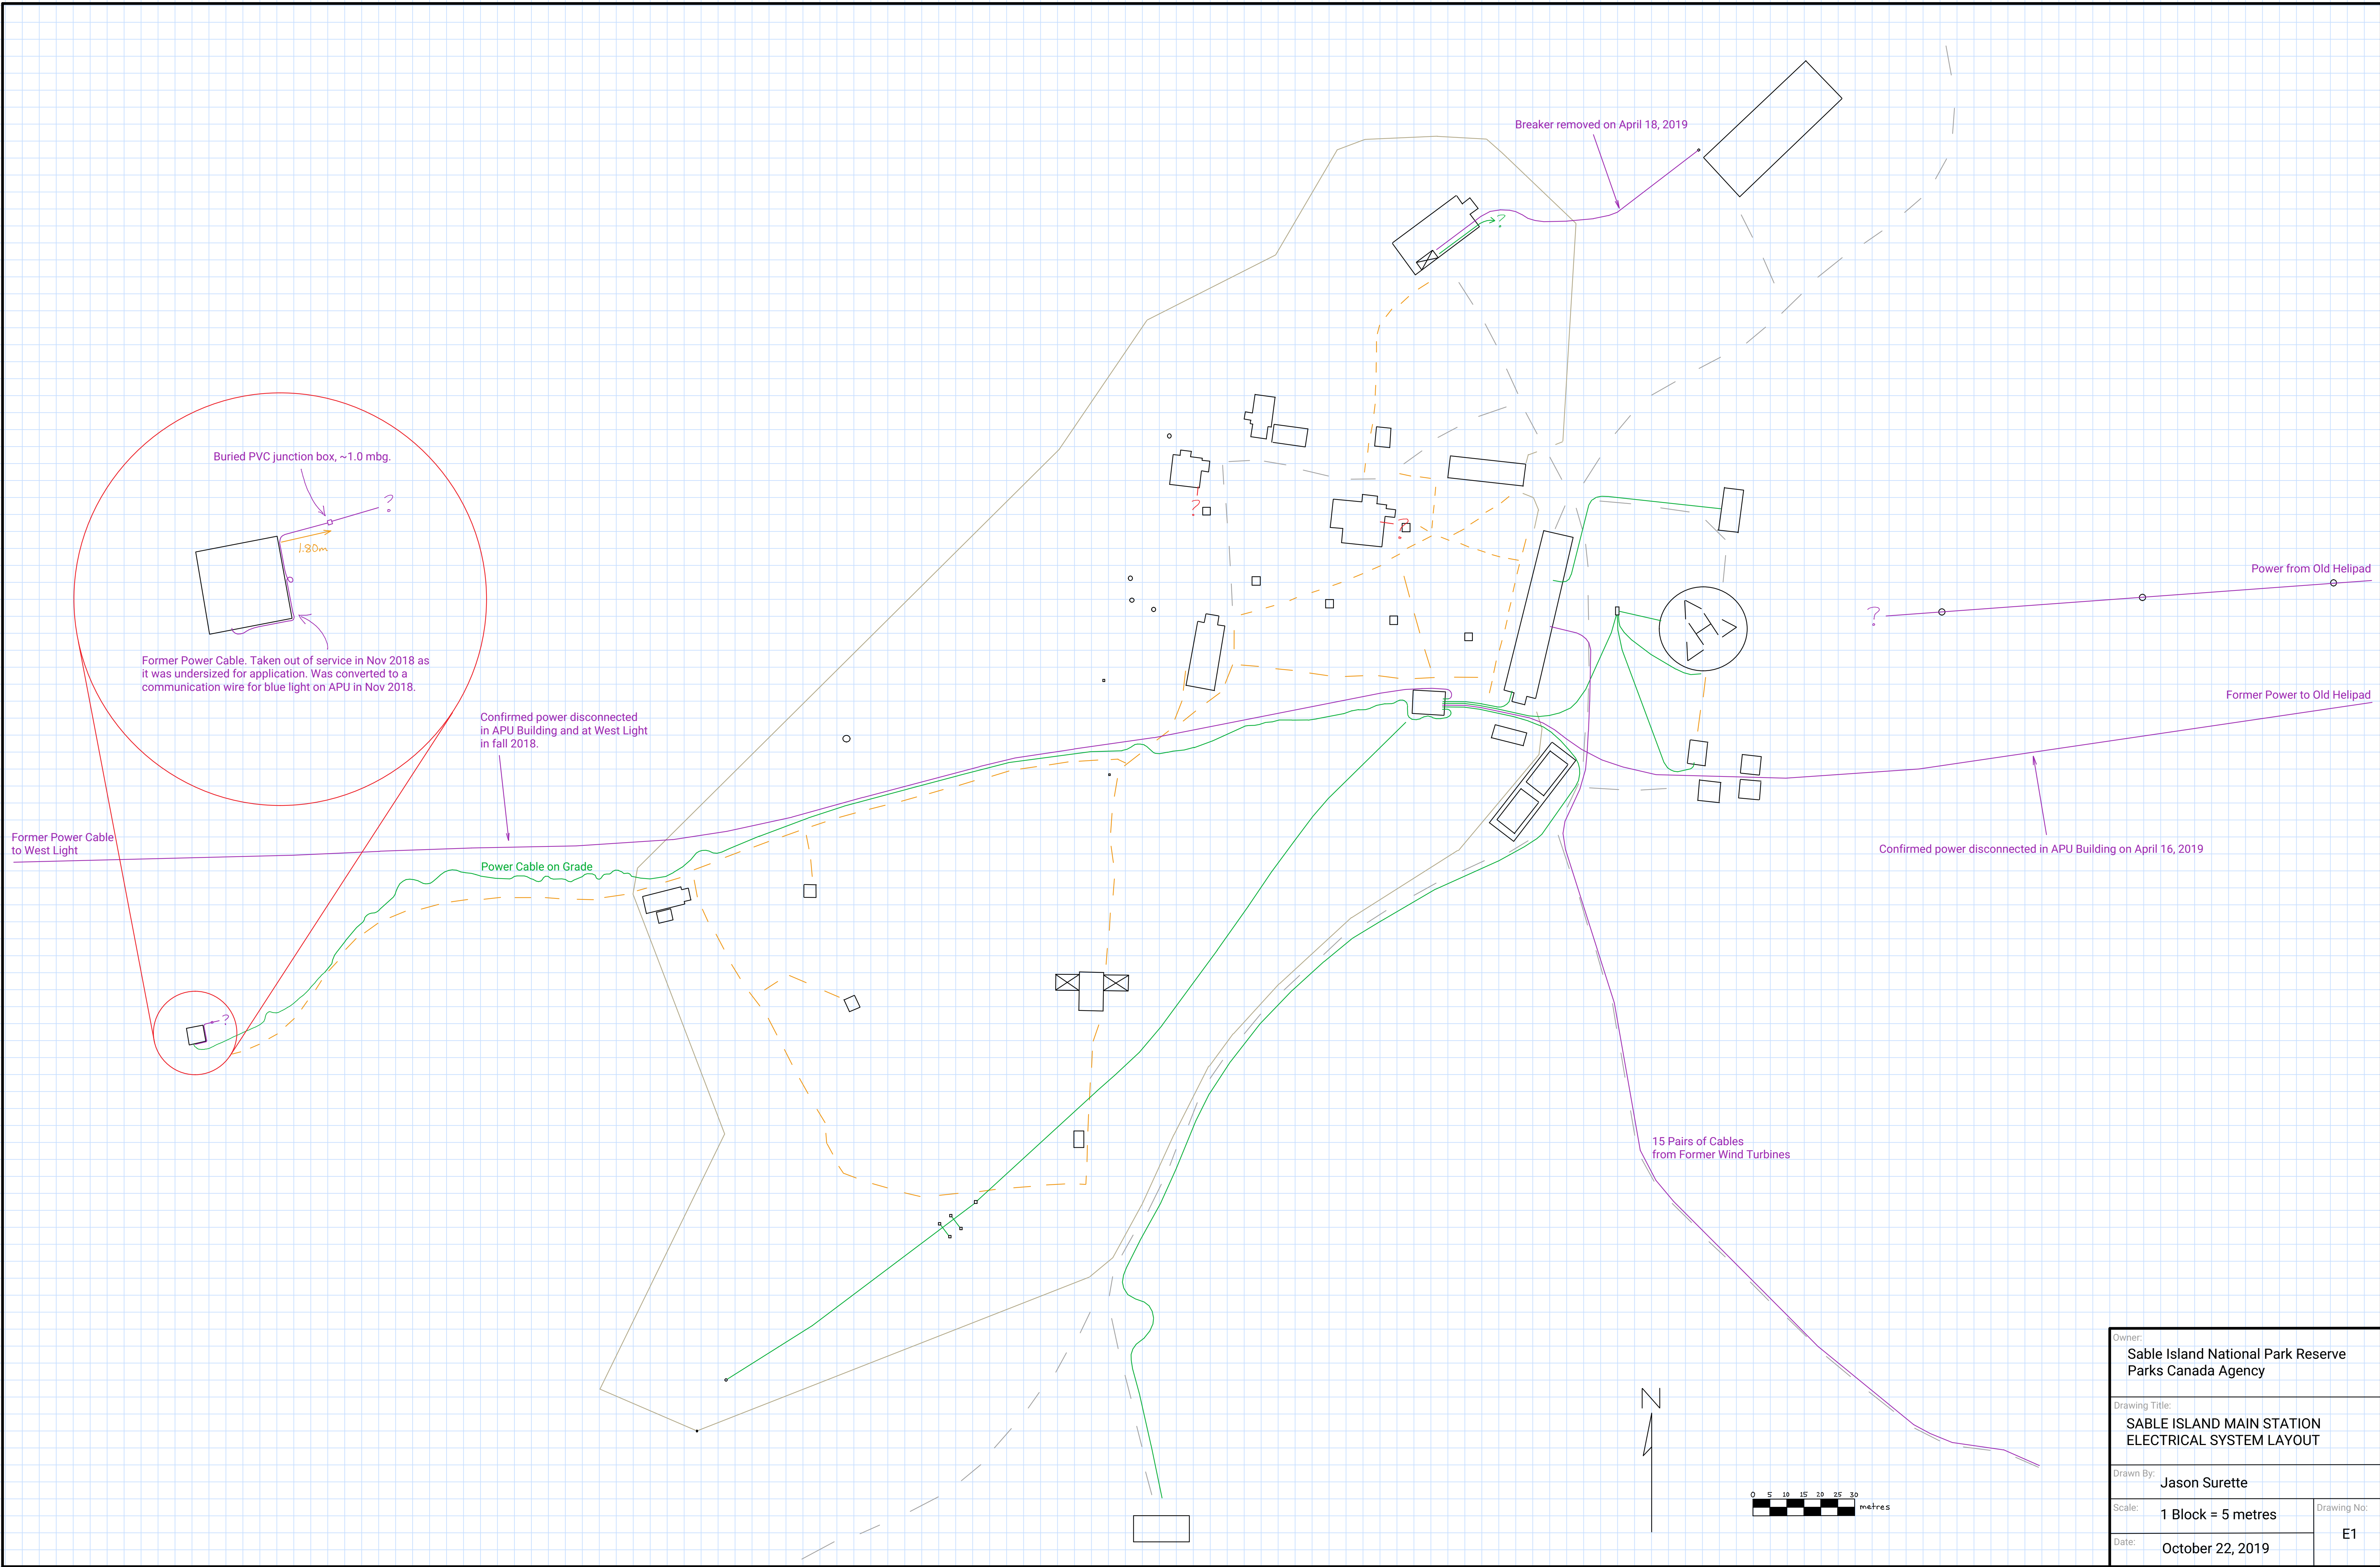 Breaker removed on April 18, 2019
?
Buried PVC junction box, ~1.0 mbg.
?
1.80m
Former Power Cable. Taken out of service in Nov 2018 as
it was undersized for application. Was converted to a
communication wire for blue light on APU in Nov 2018.
?
?
H
Power from Old Helipad
?
Former Power to Old Helipad
Confirmed power disconnected
in APU Building and at West Light
in fall 2018.
Former Power Cable
to West Light
Power Cable on Grade
Confirmed power disconnected in APU Building on April 16, 2019
?
15 Pairs of Cables
from Former Wind Turbines
N
0 5 10 15 20 25 30
metres
Owner:
Sable Island National Park Reserve
Parks Canada Agency
Drawing Title:
SABLE ISLAND MAIN STATION
ELECTRICAL SYSTEM LAYOUT
Drawn By:
Jason Surette
Scale:
1 Block = 5 metres
Drawing No:
E1
Date:
October 22, 2019